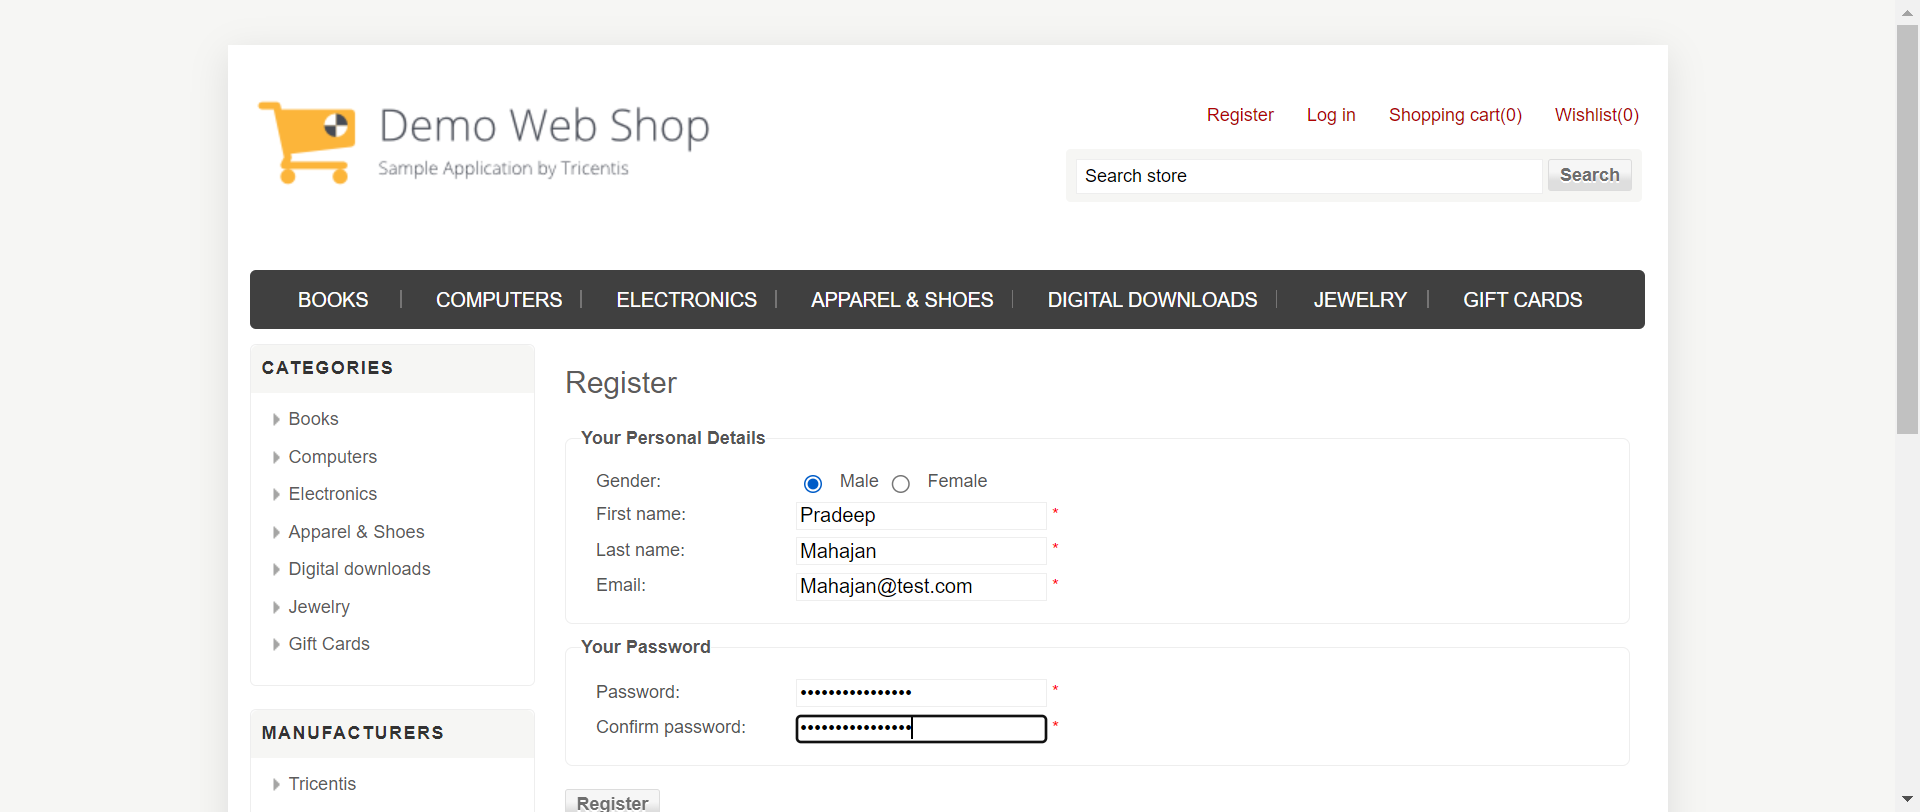 Demo Web Shop
Sample Application by Tricentis
Register Log in Shopping cart(0) Wishlist(0)
Search store Search
BOOKS COMPUTERS ELECTRONICS APPAREL & SHOES DIGITAL DOWNLOADS JEWELRY GIFT CARDS
CATEGORIES
Books
Computers
Electronics
Apparel & Shoes
Digital downloads
Jewelry
Gift Cards
MANUFACTURERS
Tricentis
Register
Your Personal Details
Gender: Male Female
First name: Pradeep *
Last name: Mahajan *
Email: Mahajan@test.com *
Your Password
Password: •••••••••••••••• *
Confirm password: •••••••••••••••• *
Register